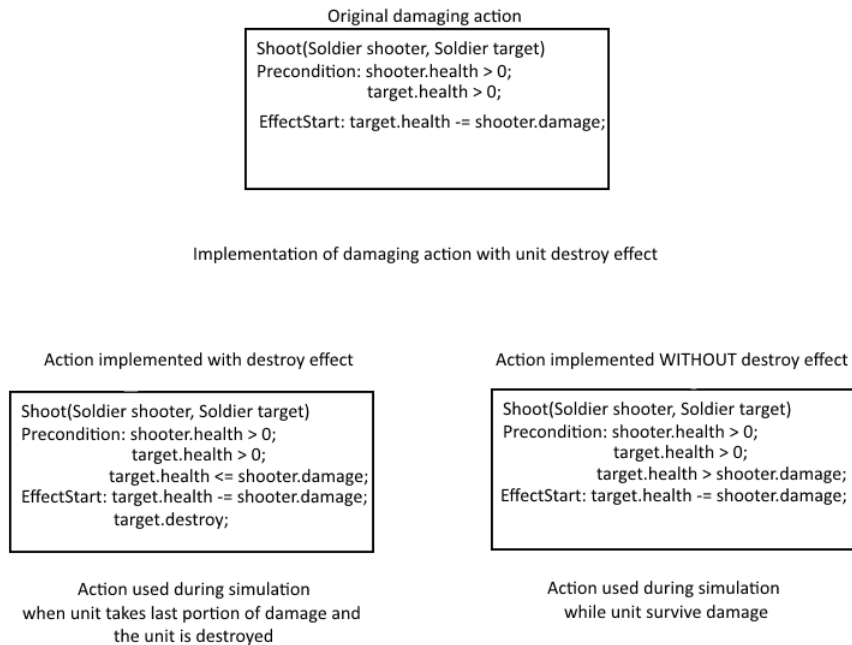 Original damaging action
Shoot(Soldier shooter, Soldier target)
Precondition: shooter.health > 0;
target.health > 0;
EffectStart: target.health -= shooter.damage;
Implementation of damaging action with unit destroy effect
Action implemented with destroy effect
Shoot(Soldier shooter, Soldier target)
Precondition: shooter.health > 0;
target.health > 0;
target.health <= shooter.damage;
EffectStart: target.health -= shooter.damage;
target.destroy;
Action used during simulation
when unit takes last portion of damage and
the unit is destroyed
Action implemented WITHOUT destroy effect
Shoot(Soldier shooter, Soldier target)
Precondition: shooter.health > 0;
target.health > 0;
target.health > shooter.damage;
EffectStart: target.health -= shooter.damage;
Action used during simulation
while unit survive damage